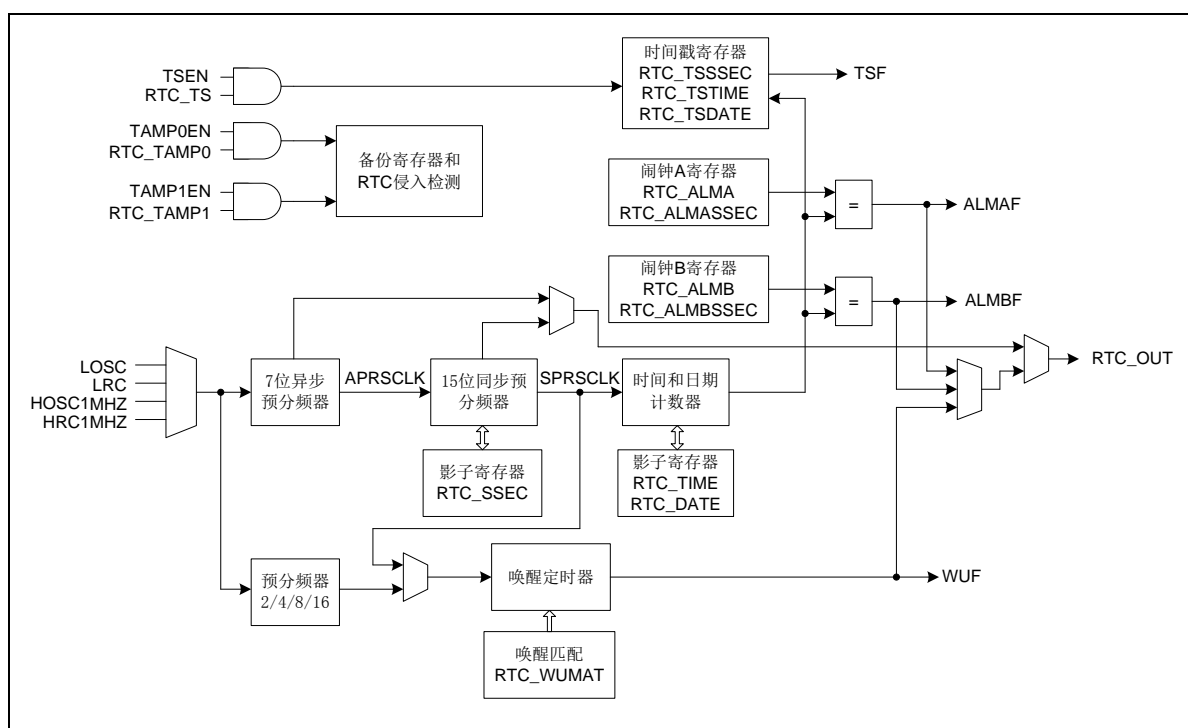 时间戳寄存器
RTC_TSSSEC
RTC_TSTIME
RTC_TSDATE
TSF
TSEN
RTC_TS
TAMP0EN
RTC_TAMP0
TAMP1EN
RTC_TAMP1
备份寄存器和
RTC侵入检测
闹钟A寄存器
RTC_ALMA
RTC_ALMASSEC
=
ALMAF
闹钟B寄存器
RTC_ALMB
RTC_ALMBSSEC
=
ALMBF
RTC_OUT
LOSC
LRC
HOSC1MHZ
HRC1MHZ
7位异步
预分频器
APRSCLK
15位同步预
分频器
SPRSCLK
时间和日期
计数器
影子寄存器
RTC_SSEC
影子寄存器
RTC_TIME
RTC_DATE
预分频器
2/4/8/16
唤醒定时器
WUF
唤醒匹配
RTC_WUMAT